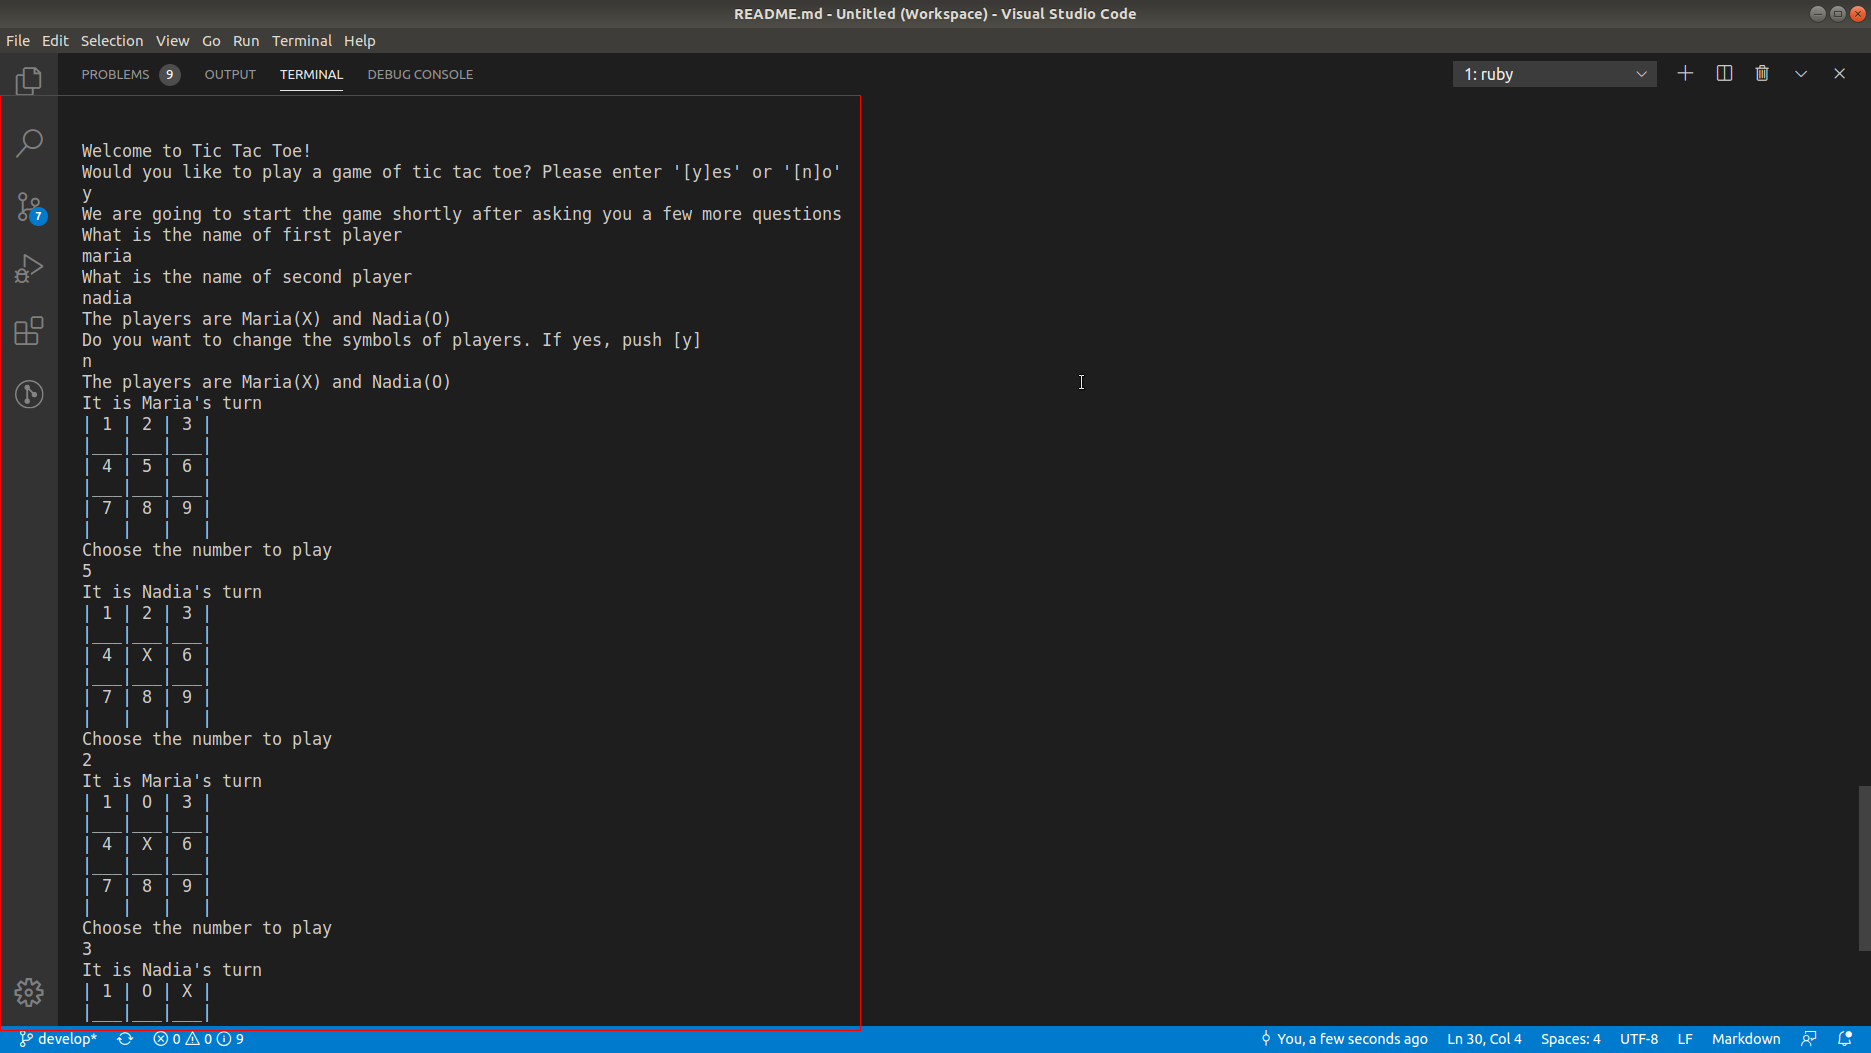 README.md - Untitled (Workspace) - Visual Studio Code
File Edit Selection View Go Run Terminal Help
PROBLEMS 9 OUTPUT TERMINAL DEBUG CONSOLE 1: ruby
Welcome to Tic Tac Toe!
Would you like to play a game of tic tac toe? Please enter '[y]es' or '[n]o'
y
We are going to start the game shortly after asking you a few more questions
What is the name of first player
maria
What is the name of second player
nadia
The players are Maria(X) and Nadia(O)
Do you want to change the symbols of players. If yes, push [y]
n
The players are Maria(X) and Nadia(O)
It is Maria's turn
| 1 | 2 | 3 |
|___|___|___|
| 4 | 5 | 6 |
|___|___|___|
| 7 | 8 | 9 |
|   |   |   |
Choose the number to play
5
It is Nadia's turn
| 1 | 2 | 3 |
|___|___|___|
| 4 | X | 6 |
|___|___|___|
| 7 | 8 | 9 |
|   |   |   |
Choose the number to play
2
It is Maria's turn
| 1 | O | 3 |
|___|___|___|
| 4 | X | 6 |
|___|___|___|
| 7 | 8 | 9 |
|   |   |   |
Choose the number to play
3
It is Nadia's turn
| 1 | O | X |
|___|___|___|
7
develop* 0 0 9 You, a few seconds ago Ln 30, Col 4 Spaces: 4 UTF-8 LF Markdown